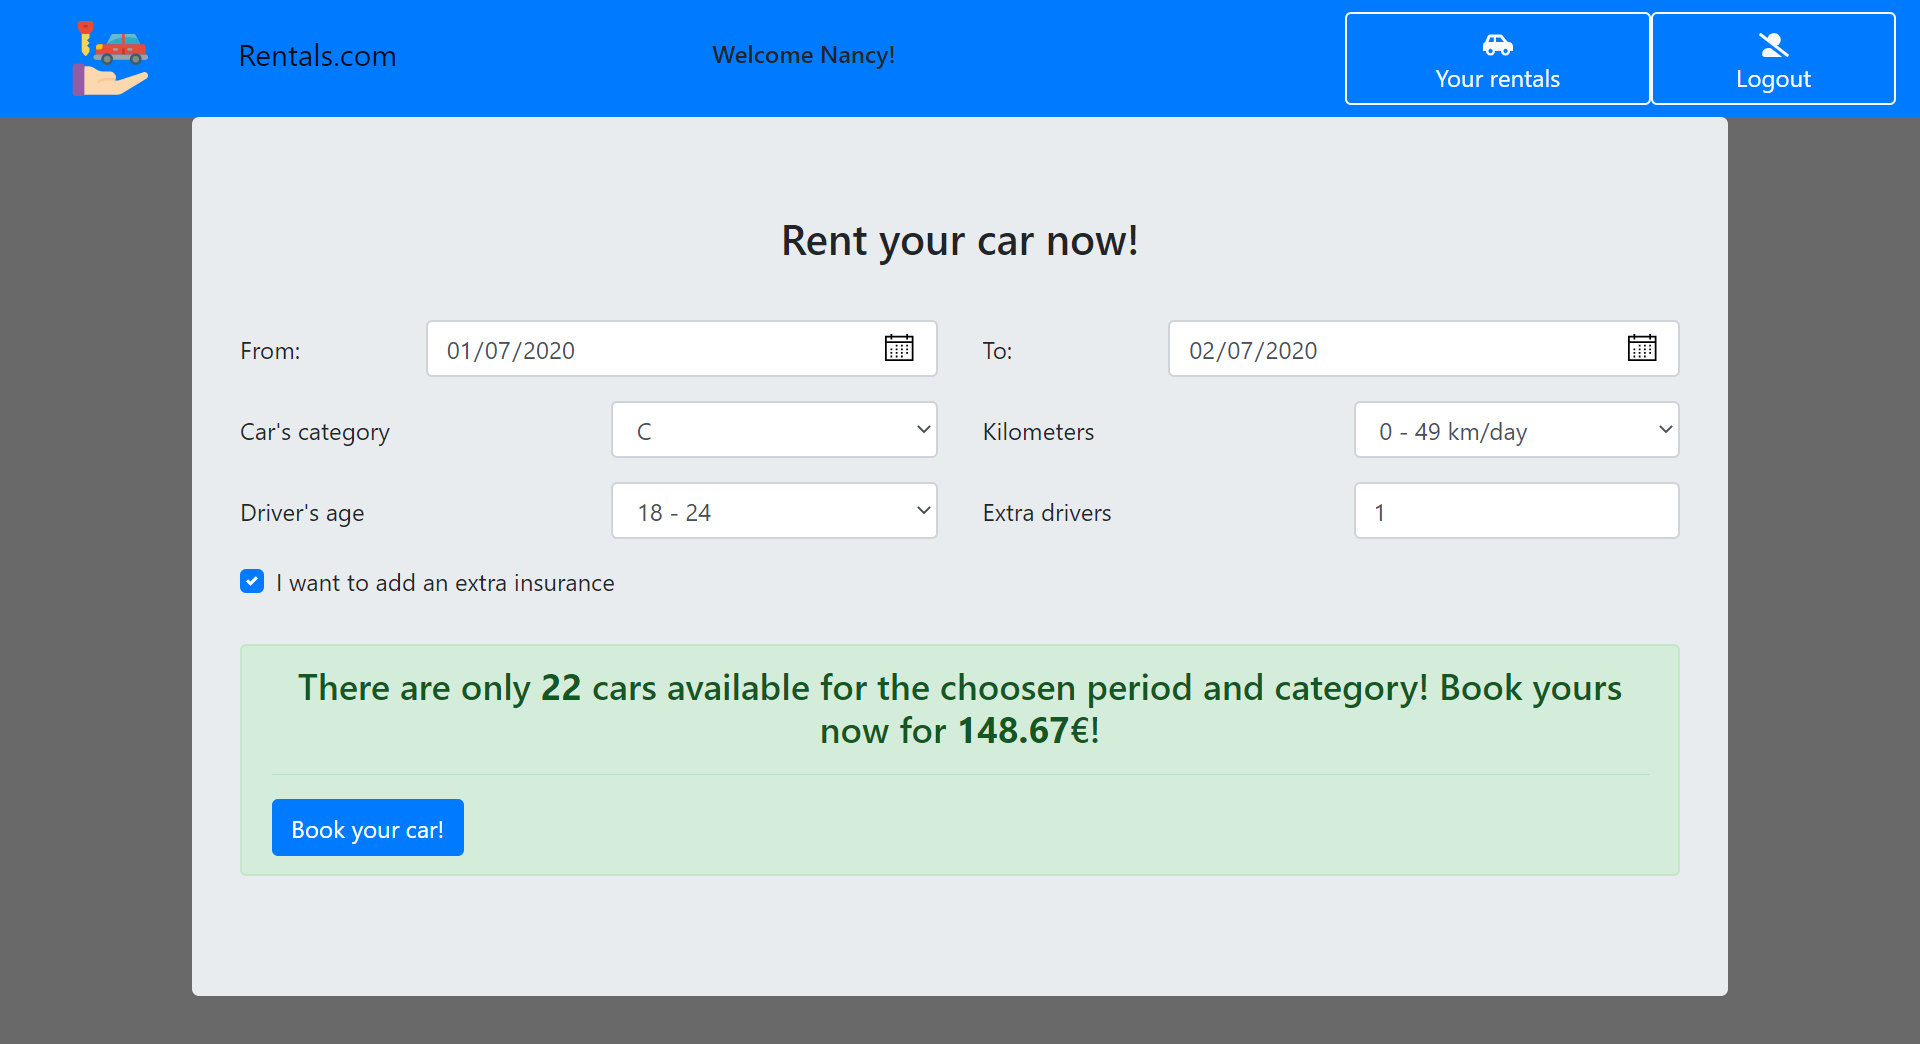 Rentals.com
Welcome Nancy!
Your rentals
Logout
Rent your car now!
From:
01/07/2020
To:
02/07/2020
Car's category
C
Kilometers
0 - 49 km/day
Driver's age
18 - 24
Extra drivers
1
I want to add an extra insurance
There are only 22 cars available for the choosen period and category! Book yours
now for 148.67€!
Book your car!